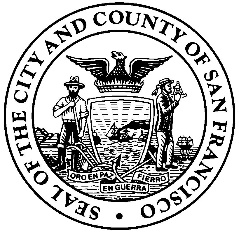 SEAL OF THE CITY AND COUNTY OF SAN FRANCISCO
ORO EN PAZ
FIERRO
EN GUERRA